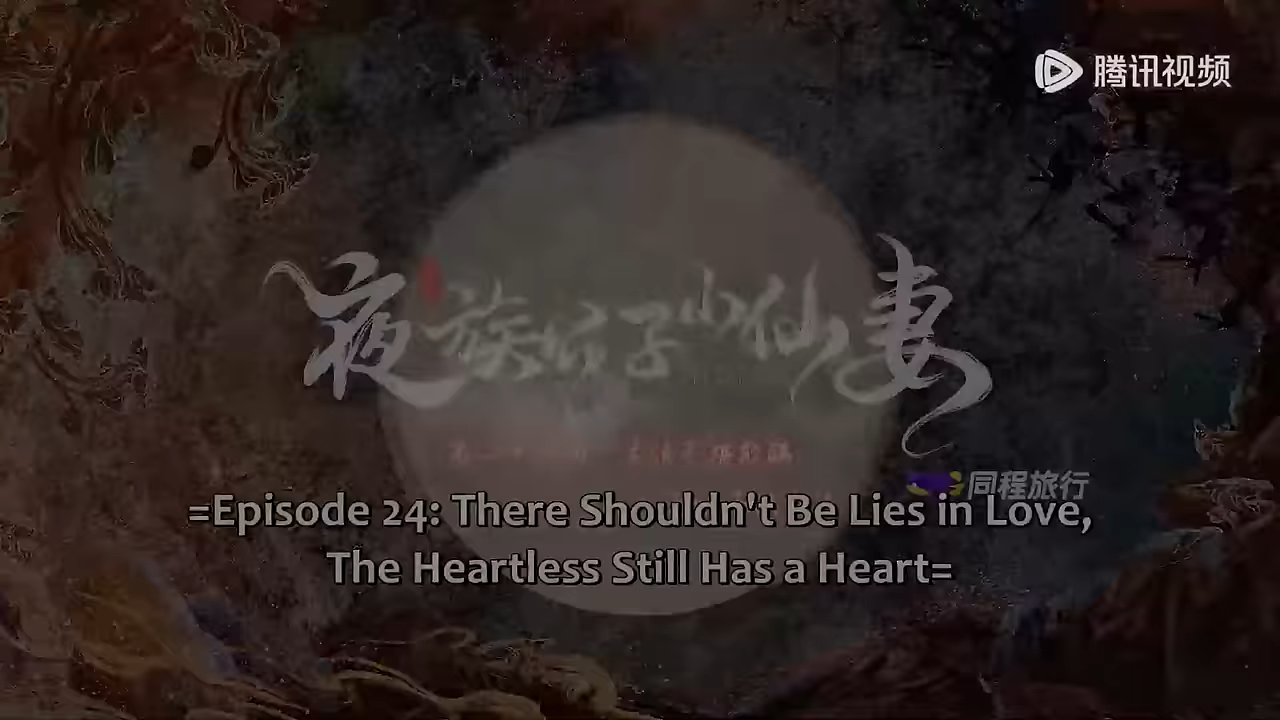 腾讯视频
夜族妖子小仙妻
同程旅行
=Episode 24: There Shouldn't Be Lies in Love,
The Heartless Still Has a Heart=